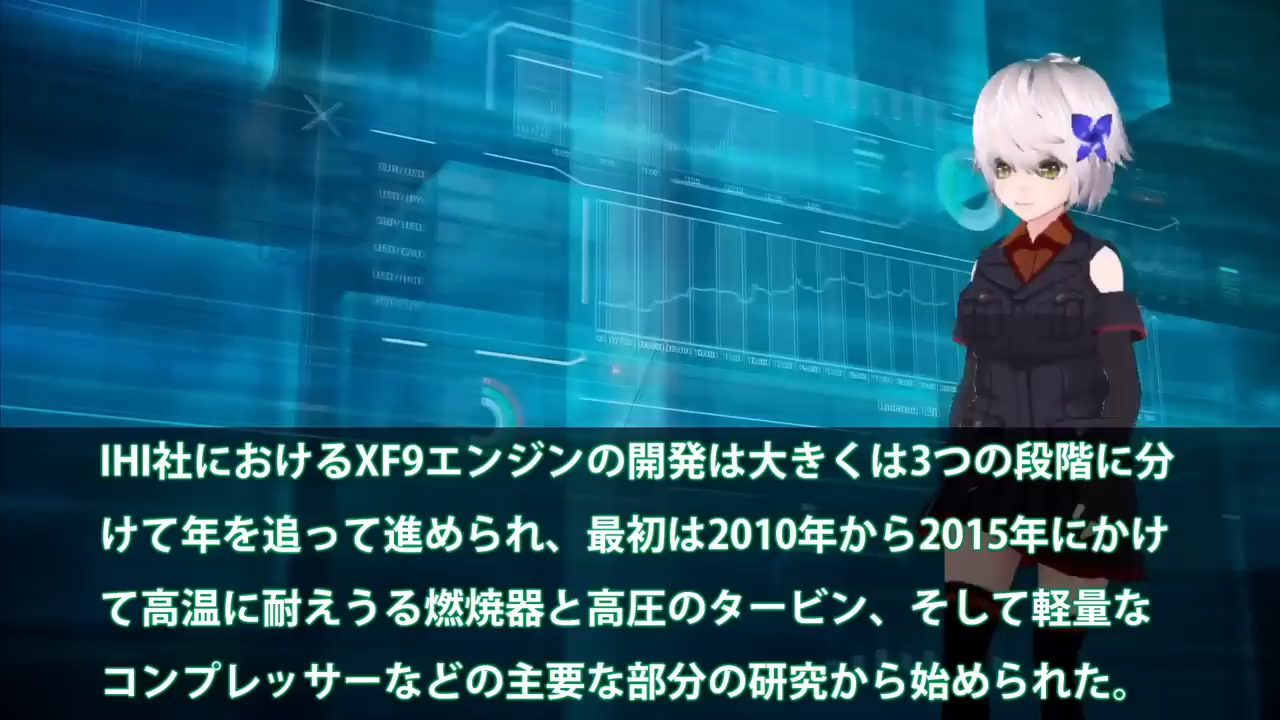 IHI社におけるXF9エンジンの開発は大きくは3つの段階に分
けて年を追って進められ、最初は2010年から2015年にかけ
て高温に耐えうる燃焼器と高圧のタービン、そして軽量な
コンプレッサーなどの主要な部分の研究から始められた。